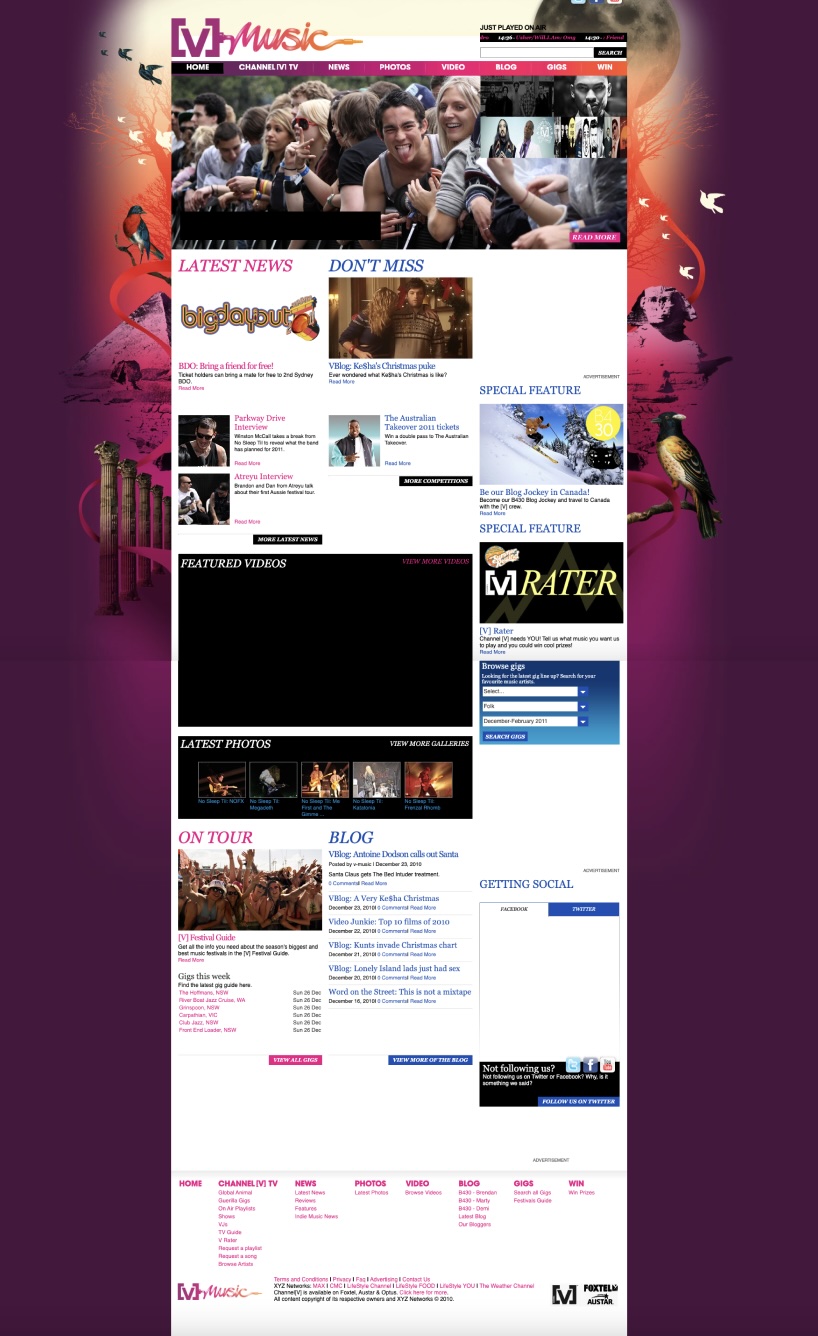 [V] Music
JUST PLAYED ON AIR
SEARCH
HOME
CHANNEL [V] TV
NEWS
PHOTOS
VIDEO
BLOG
GIGS
WIN
READ MORE
LATEST NEWS
bigdayout
BDO: Bring a friend for free!
Ticket holders can bring a mate for free to 2nd Sydney
BDO.
Read More
Parkway Drive
Interview
Winston McCall takes a break from
No Sleep Til to reveal what the band
has planned for 2011.
Read More
Atreyu Interview
Brandon and Dan from Atreyu talk
about their first Aussie festival tour.
Read More
MORE LATEST NEWS
DON'T MISS
VBlog: Ke$ha's Christmas puke
Ever wondered what Ke$ha's Christmas is like?
Read More
The Australian
Takeover 2011 tickets
Win a double pass to The Australian
Takeover.
Read More
MORE COMPETITIONS
ADVERTISEMENT
SPECIAL FEATURE
B4
30
Be our Blog Jockey in Canada!
Become our B430 Blog Jockey and travel to Canada
with the [V] crew.
Read More
SPECIAL FEATURE
[V] RATER
[V] Rater
Channel [V] needs YOU! Tell us what music you want us
to play and you could win cool prizes!
Read More
FEATURED VIDEOS
VIEW MORE VIDEOS
Browse gigs
Looking for the latest gig line up? Search for your
favourite music artists.
Select...
Folk
December-February 2011
SEARCH GIGS
LATEST PHOTOS
VIEW MORE GALLERIES
No Sleep Til: NOFX
No Sleep Til:
Megadeth
No Sleep Til: Me
First and The
Gimme ...
No Sleep Til:
Katatonia
No Sleep Til:
Frenzal Rhomb
ON TOUR
[V] Festival Guide
Get all the info you need about the season's biggest and
best music festivals in the [V] Festival Guide.
Read More
Gigs this week
Find the latest gig guide here.
The Hoffmans, NSW Sun 26 Dec
River Boat Jazz Cruise, WA Sun 26 Dec
Grinspoon, NSW Sun 26 Dec
Carpathian, VIC Sun 26 Dec
Club Jazz, NSW Sun 26 Dec
Front End Loader, NSW Sun 26 Dec
VIEW ALL GIGS
BLOG
VBlog: Antoine Dodson calls out Santa
Posted by v-music | December 23, 2010
Santa Claus gets The Bed Intuder treatment.
0 Comments| Read More
VBlog: A Very Ke$ha Christmas
December 23, 2010| 0 Comments| Read More
Video Junkie: Top 10 films of 2010
December 22, 2010| 0 Comments| Read More
VBlog: Kunts invade Christmas chart
December 21, 2010| 0 Comments| Read More
VBlog: Lonely Island lads just had sex
December 20, 2010| 0 Comments| Read More
Word on the Street: This is not a mixtape
December 16, 2010| 0 Comments| Read More
VIEW MORE OF THE BLOG
ADVERTISEMENT
GETTING SOCIAL
FACEBOOK
TWITTER
Not following us?
Not following us on Twitter or Facebook? Why, is it
something we said?
FOLLOW US ON TWITTER
ADVERTISEMENT
HOME
CHANNEL [V] TV
Global Animal
Guerilla Gigs
On Air Playlists
Shows
VJs
TV Guide
V Rater
Request a playlist
Request a song
Browse Artists
NEWS
Latest News
Reviews
Features
Indie Music News
PHOTOS
Latest Photos
VIDEO
Browse Videos
BLOG
B430 - Brendan
B430 - Marty
B430 - Demi
Latest Blog
Our Bloggers
GIGS
Search all Gigs
Festivals Guide
WIN
Win Prizes
[V] Music
Terms and Conditions | Privacy | Faq | Advertising | Contact Us
XYZ Networks: MAX | CMC | LifeStyle Channel | LifeStyle FOOD | LifeStyle YOU | The Weather Channel
Channel[V] is available on Foxtel, Austar & Optus. Click here for more.
All content copyright of its respective owners and XYZ Networks © 2010.
[V]
FOXTEL
AUSTAR